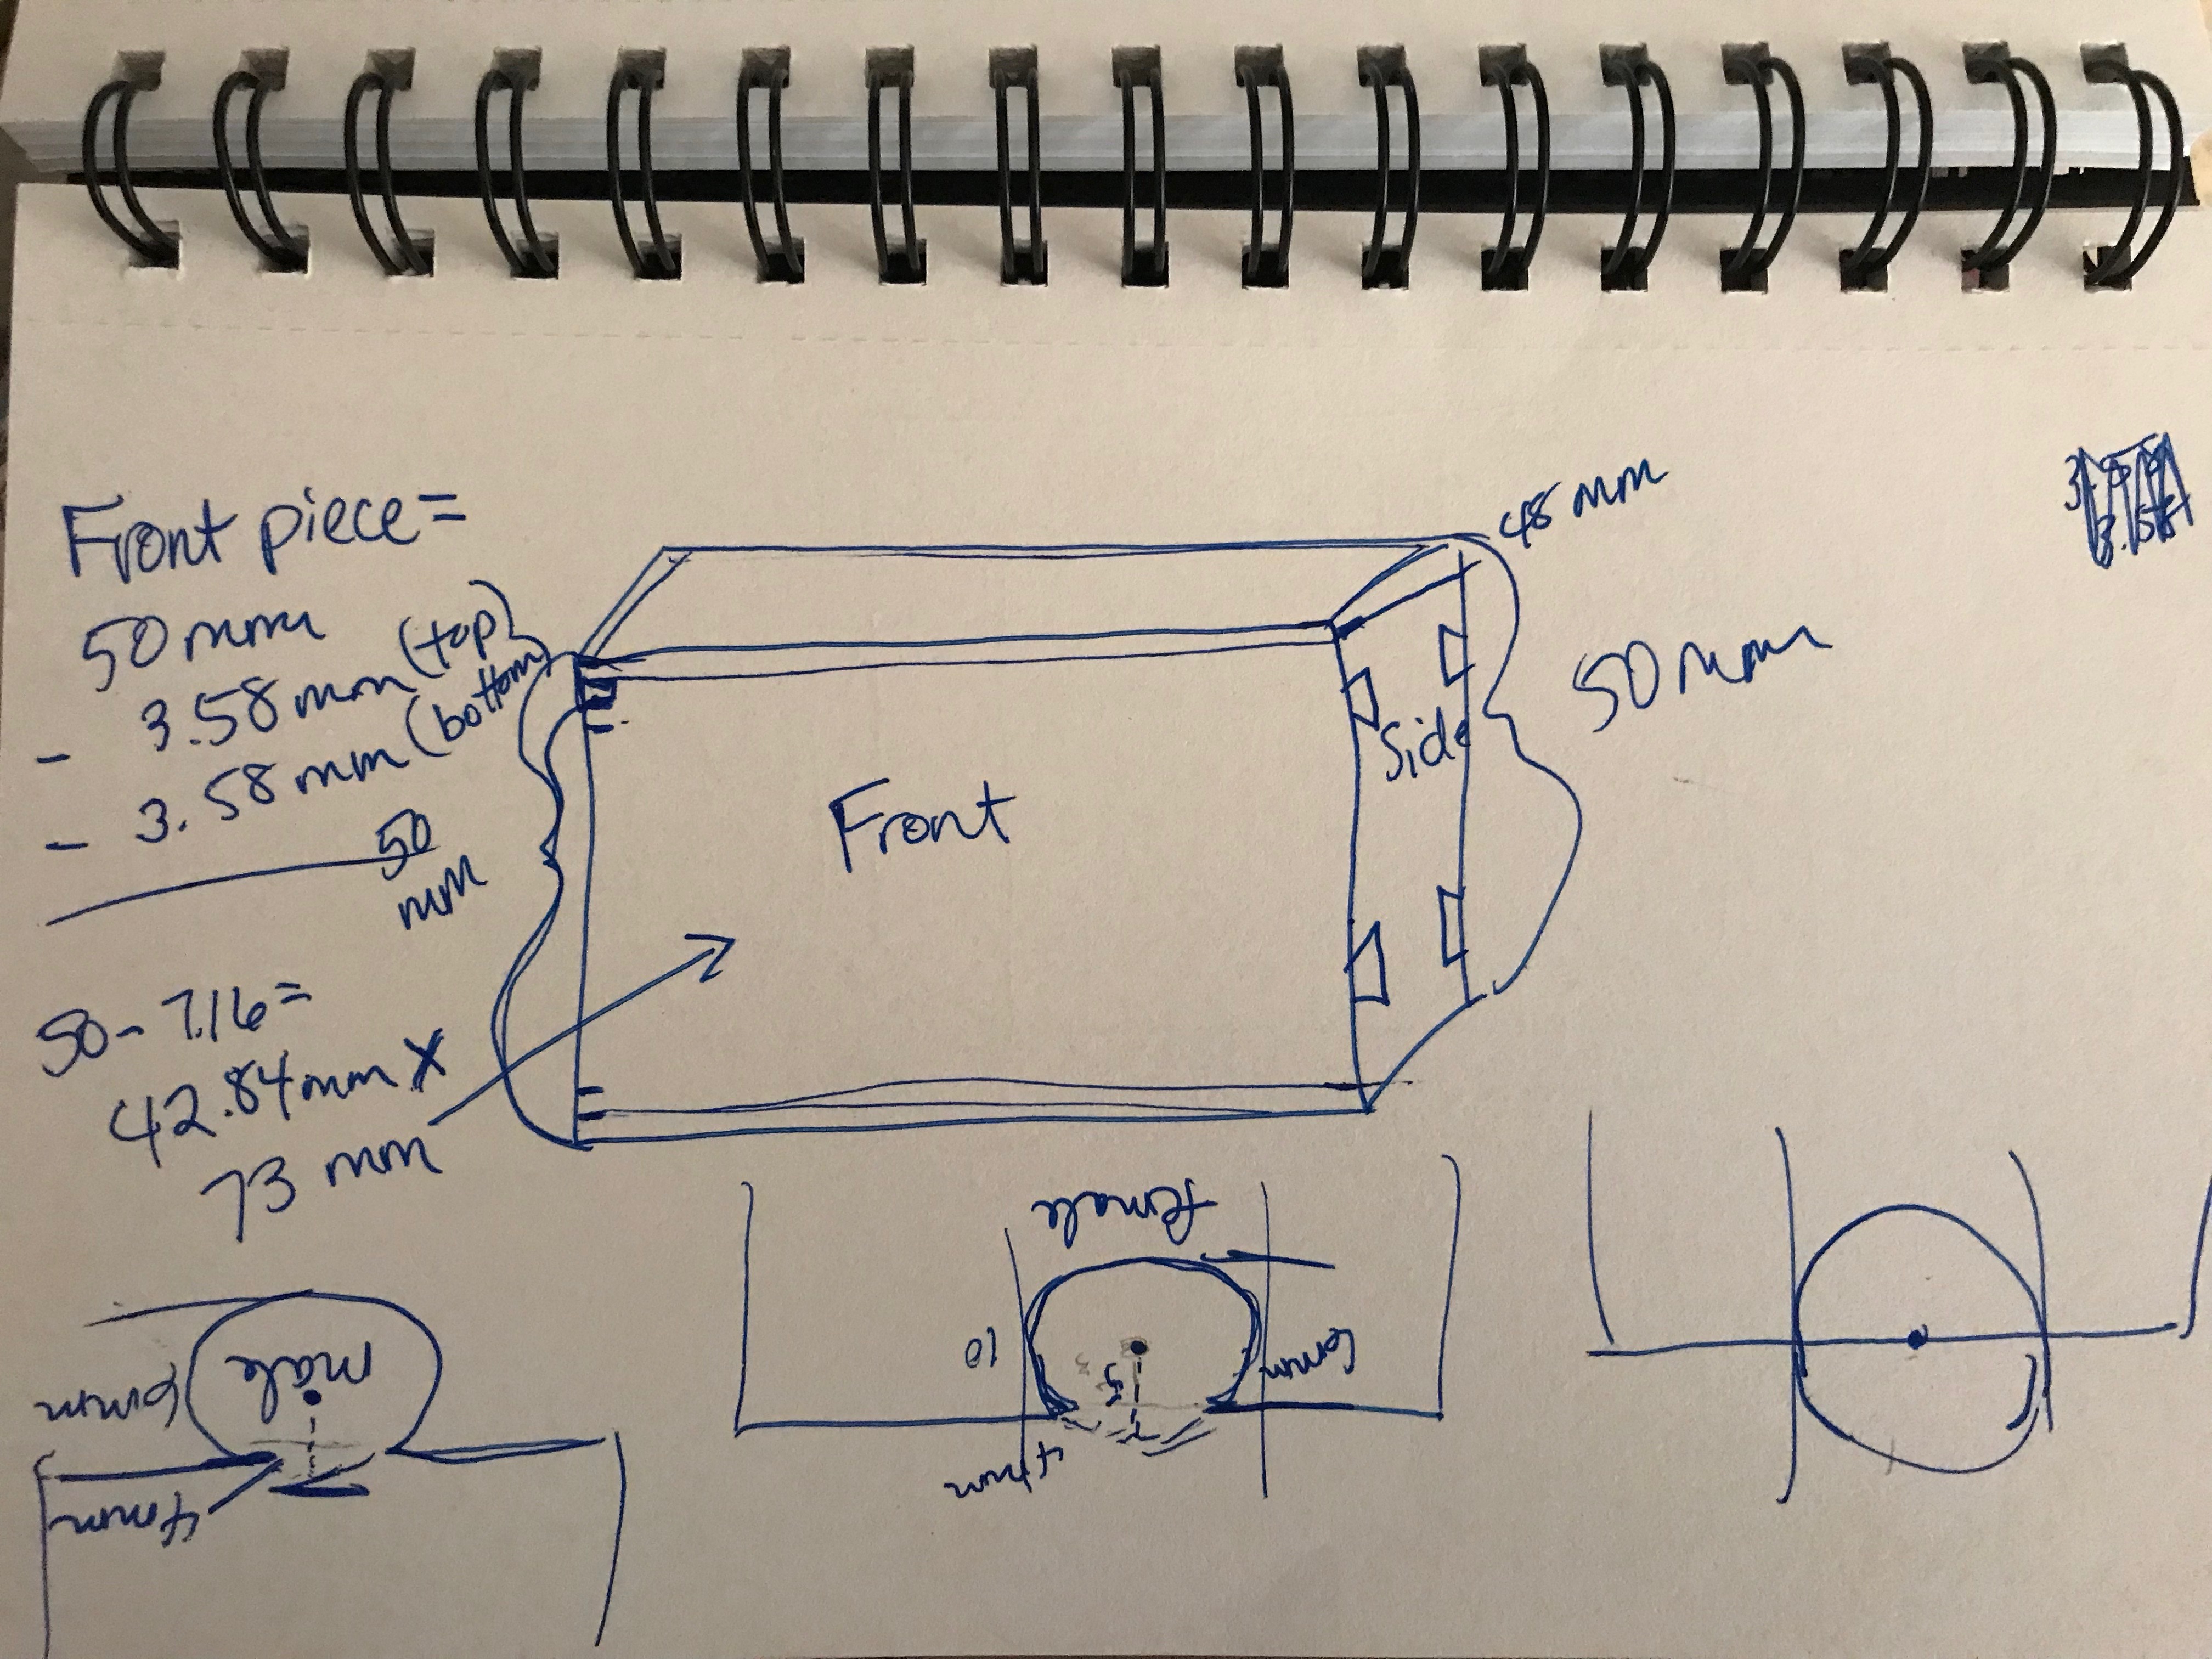 Front piece=
50 mm
- 3.58 mm (top)
- 3.58 mm (bottom)
50
mm
50-7.16=
42.84 mm X
73 mm
48 mm
50 mm
Side
Front
male
6mm
4mm
female
10
5
6mm
4mm